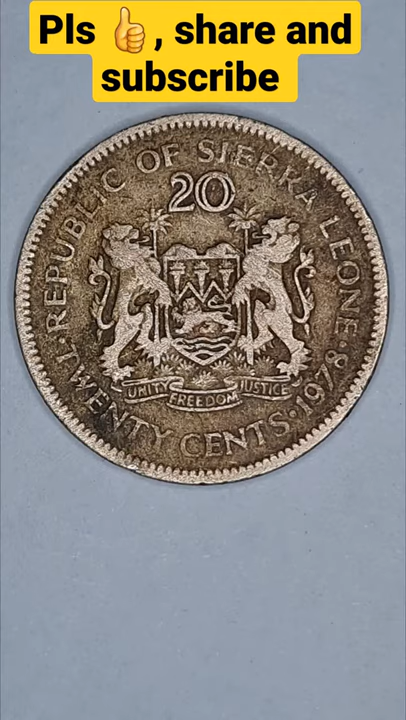 Pls 👍, share and
subscribe
·REPUBLIC OF SIERRA LEONE·
20
UNITY FREEDOM JUSTICE
TWENTY CENTS·1978·